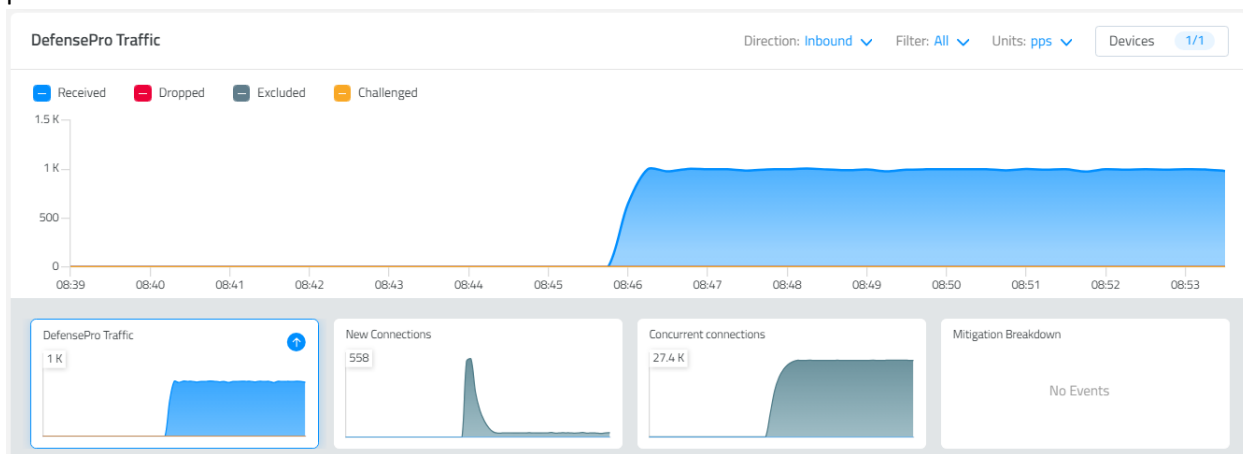 DefensePro Traffic Direction: Inbound Filter: All Units: pps Devices 1/1
Received Dropped Excluded Challenged
1.5 K
1 K
500
0
08:39 08:40 08:41 08:42 08:43 08:44 08:45 08:46 08:47 08:48 08:49 08:50 08:51 08:52 08:53
DefensePro Traffic
1 K
New Connections
558
Concurrent connections
27.4 K
Mitigation Breakdown
No Events